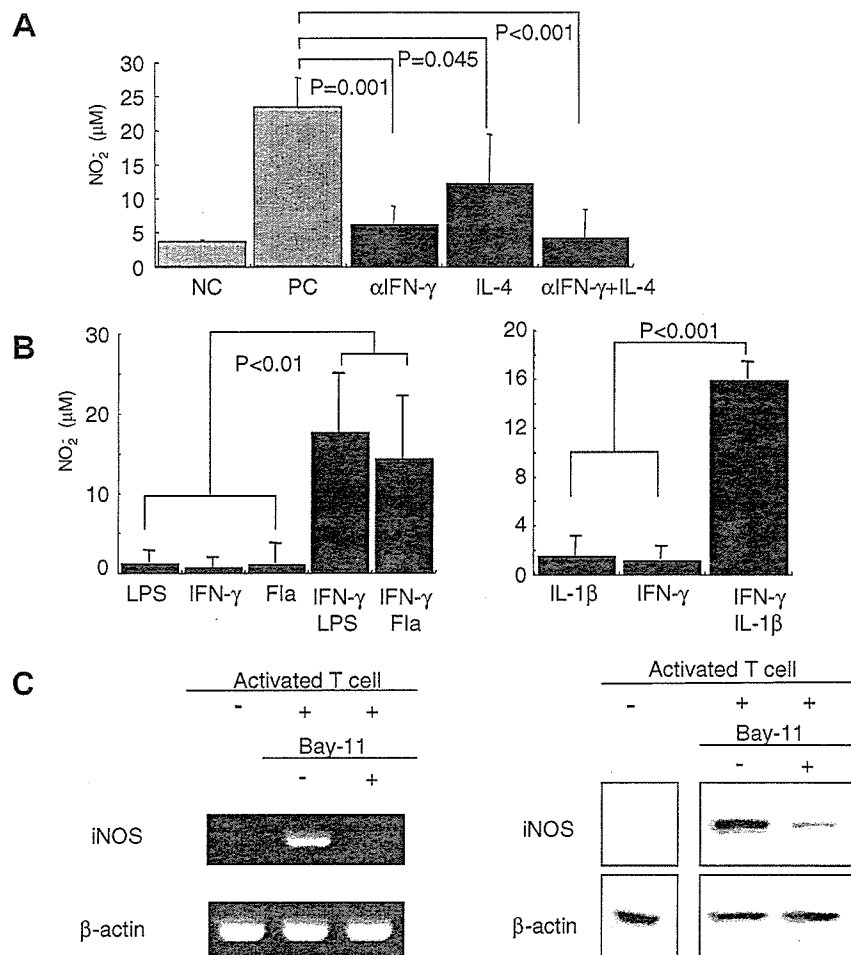 A
P<0.001
P=0.045
P=0.001
30
25
20
15
10
5
0
NO₂⁻ (μM)
NC PC αIFN-γ IL-4 αIFN-γ+IL-4
B
30
20
10
0
NO₂⁻ (μM)
P<0.01
LPS IFN-γ Fla IFN-γ IFN-γ
LPS Fla
20
16
12
8
4
0
P<0.001
IL-1β IFN-γ IFN-γ
IL-1β
C
Activated T cell
- + +
Bay-11
- +
iNOS
β-actin
Activated T cell
- + +
Bay-11
- +
iNOS
β-actin